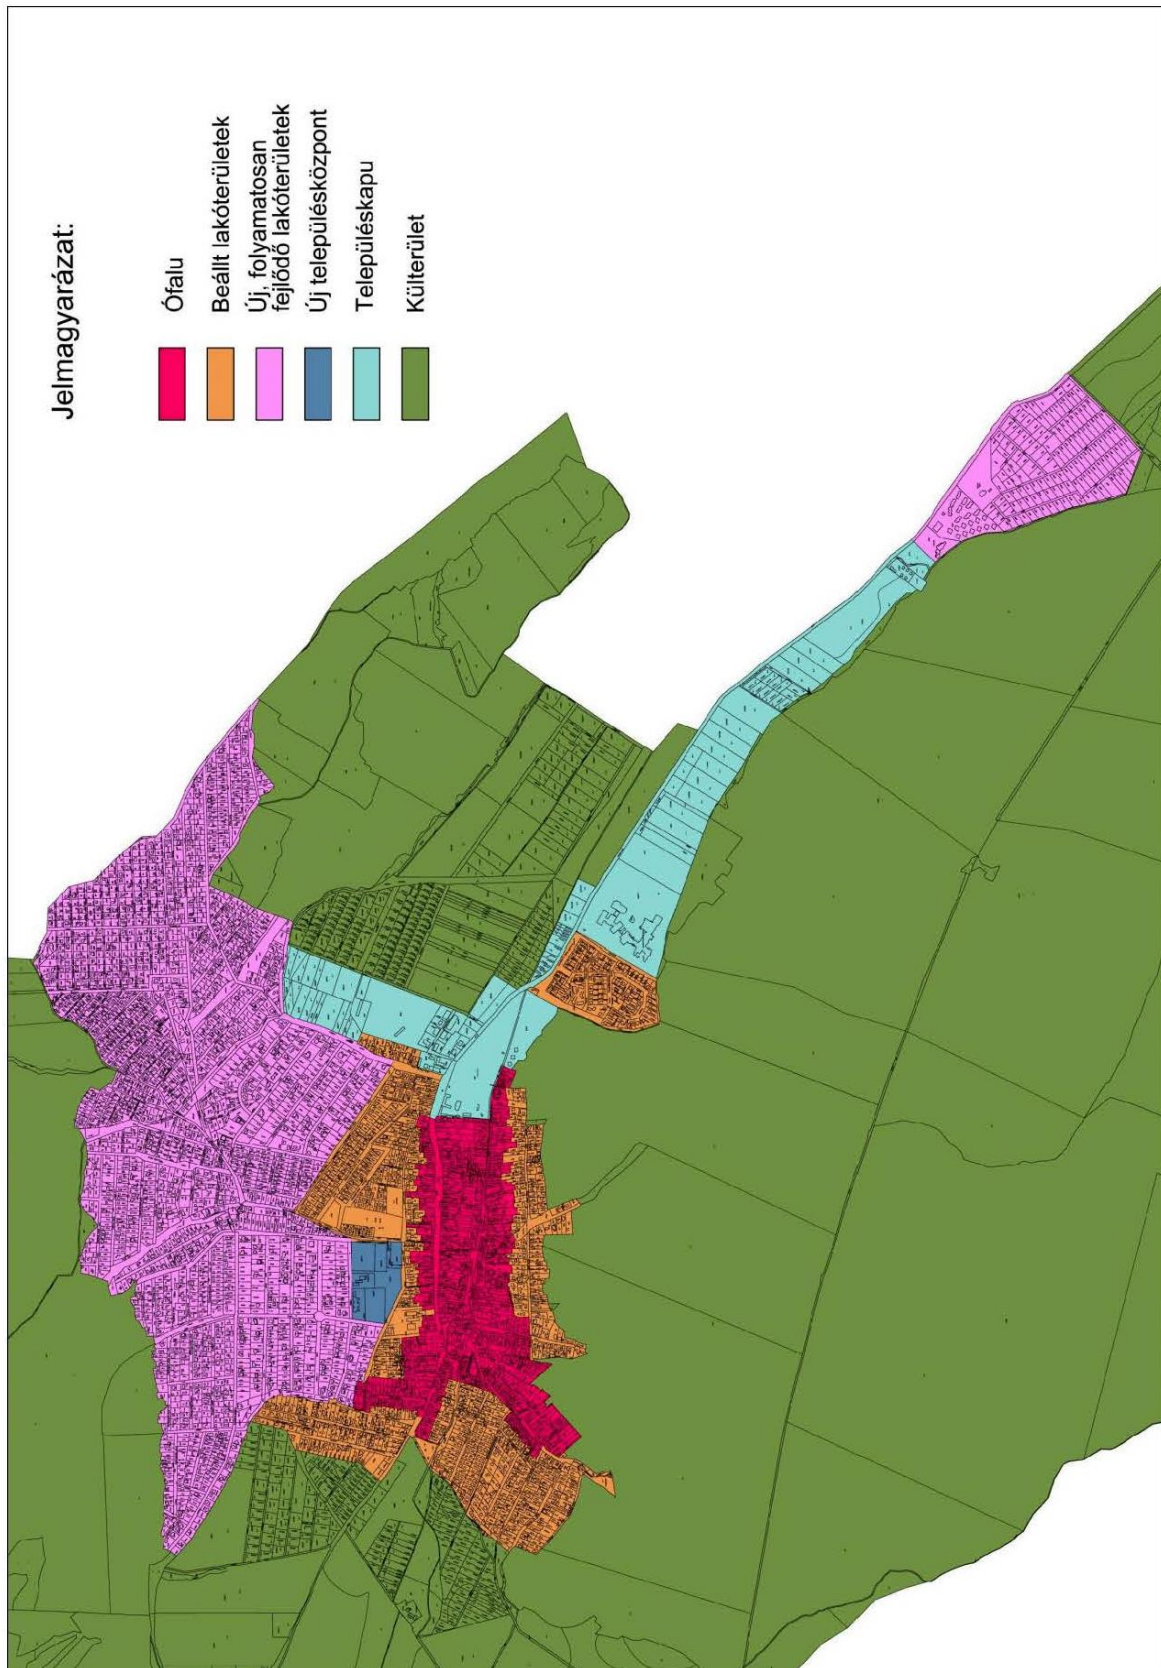 Jelmagyarázat:
Ófalu
Beállt lakóterületek
Új, folyamatosan
fejlődő lakóterületek
Új településközpont
Településkapu
Külterület